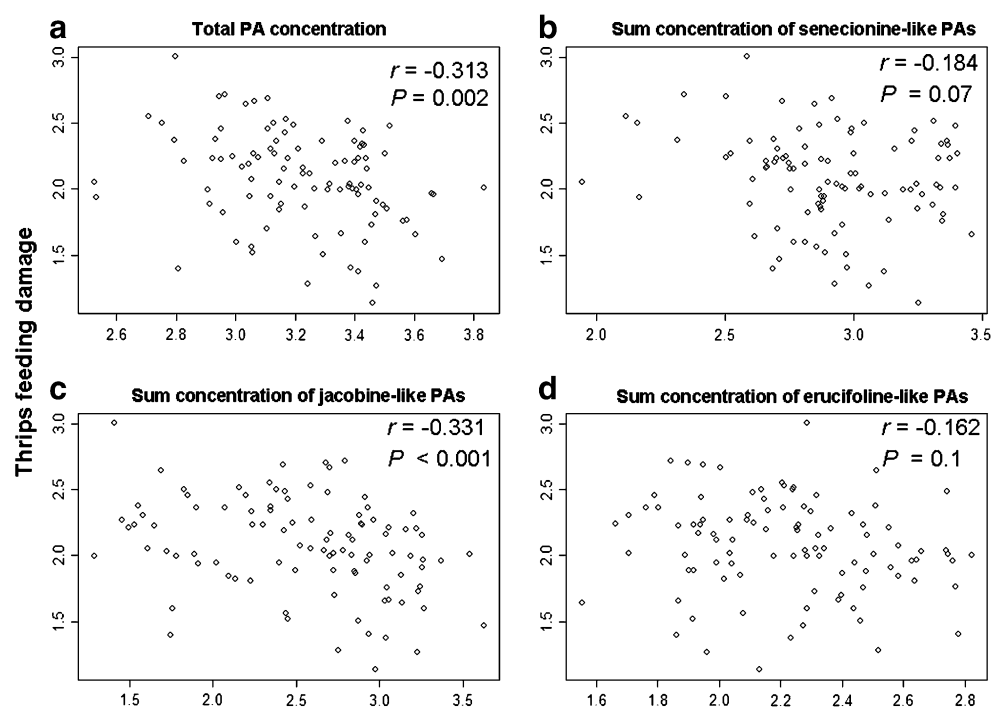 a Total PA concentration
r = -0.313
P = 0.002
3.0
2.5
2.0
1.5
2.6 2.8 3.0 3.2 3.4 3.6 3.8
b Sum concentration of senecionine-like PAs
r = -0.184
P = 0.07
3.0
2.5
2.0
1.5
2.0 2.5 3.0 3.5
Thrips feeding damage
c Sum concentration of jacobine-like PAs
r = -0.331
P < 0.001
3.0
2.5
2.0
1.5
1.5 2.0 2.5 3.0 3.5
d Sum concentration of erucifoline-like PAs
r = -0.162
P = 0.1
3.0
2.5
2.0
1.5
1.6 1.8 2.0 2.2 2.4 2.6 2.8